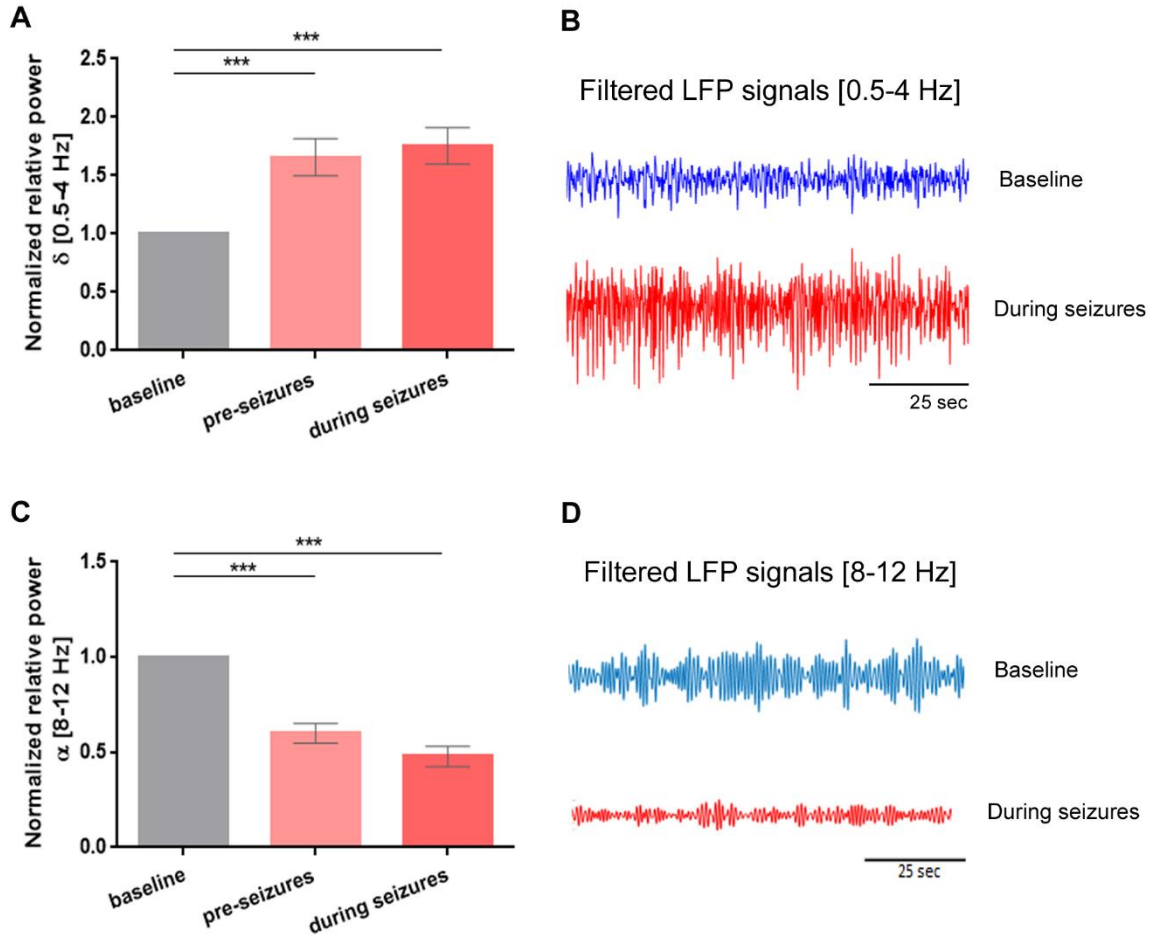 A
***
***
2.5
2.0
1.5
1.0
0.5
0.0
Normalized relative power
δ [0.5-4 Hz]
baseline
pre-seizures
during seizures
B
Filtered LFP signals [0.5-4 Hz]
Baseline
During seizures
25 sec
C
***
***
1.5
1.0
0.5
0.0
Normalized relative power
α [8-12 Hz]
baseline
pre-seizures
during seizures
D
Filtered LFP signals [8-12 Hz]
Baseline
During seizures
25 sec